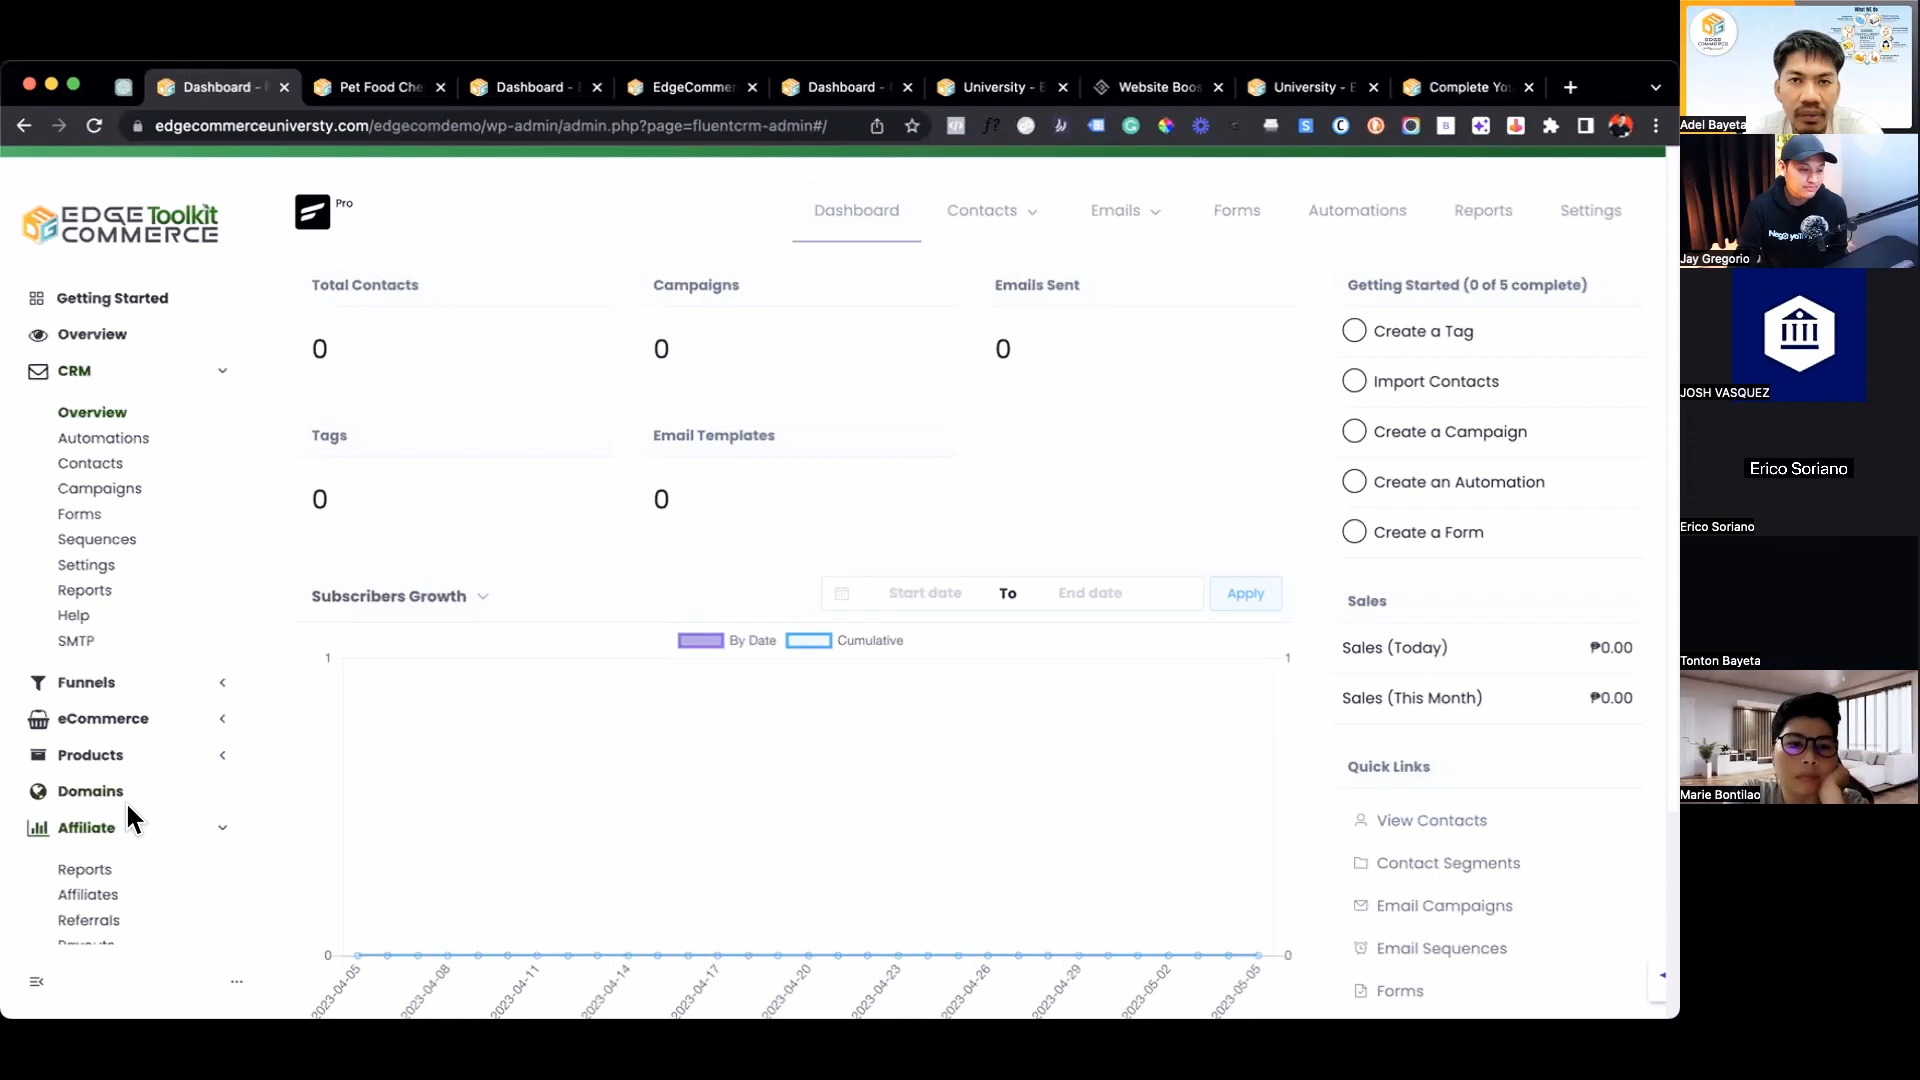 Dashboard -
Pet Food Che
Dashboard -
EdgeCommer
Dashboard -
University - E
Website Boos
University - E
Complete Yo
edgecommerceuniversty.com/edgecomdemo/wp-admin/admin.php?page=fluentcrm-admin#/
EDGE Toolkit
COMMERCE
Pro
Dashboard
Contacts
Emails
Forms
Automations
Reports
Settings
Getting Started
Overview
CRM
Overview
Automations
Contacts
Campaigns
Forms
Sequences
Settings
Reports
Help
SMTP
Funnels
eCommerce
Products
Domains
Affiliate
Reports
Affiliates
Referrals
Payouts
Total Contacts
0
Campaigns
0
Emails Sent
0
Tags
0
Email Templates
0
Subscribers Growth
Start date
To
End date
Apply
By Date
Cumulative
1
1
0
0
2023-04-05
2023-04-08
2023-04-11
2023-04-14
2023-04-17
2023-04-20
2023-04-23
2023-04-26
2023-04-29
2023-05-02
2023-05-05
Getting Started (0 of 5 complete)
Create a Tag
Import Contacts
Create a Campaign
Create an Automation
Create a Form
Sales
Sales (Today)
₱0.00
Sales (This Month)
₱0.00
Quick Links
View Contacts
Contact Segments
Email Campaigns
Email Sequences
Forms
What WE do
EDGE
COMMERCE
Adel Bayeta
Jay Gregorio
JOSH VASQUEZ
Erico Soriano
Erico Soriano
Tonton Bayeta
Marie Bontilao